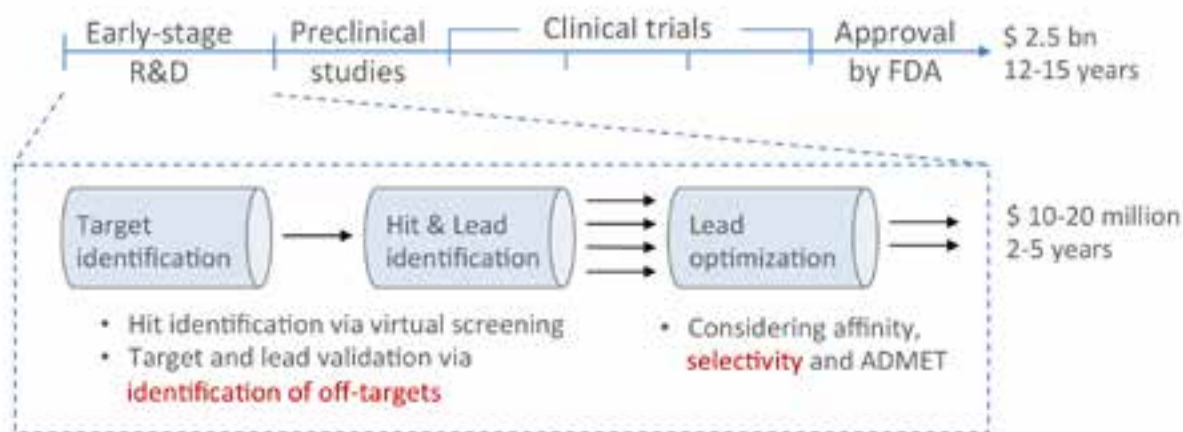 Early-stage
R&D
Preclinical
studies
Clinical trials
Approval
by FDA
$ 2.5 bn
12-15 years
Target
identification
Hit & Lead
identification
Lead
optimization
$ 10-20 million
2-5 years
• Hit identification via virtual screening
• Target and lead validation via
identification of off-targets
• Considering affinity,
selectivity and ADMET